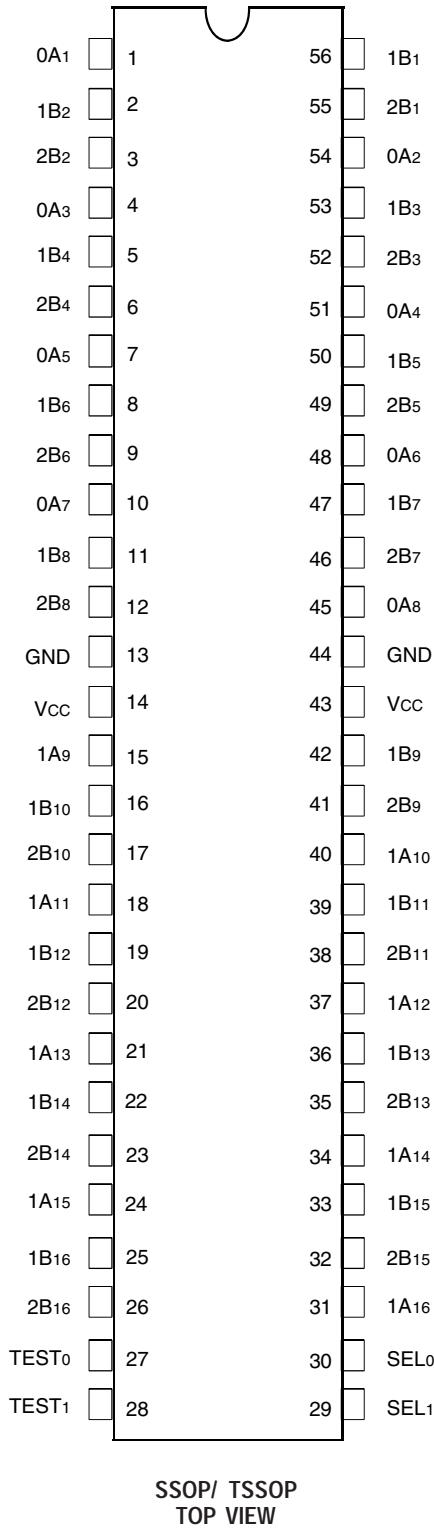 0A1 1 56 1B1
1B2 2 55 2B1
2B2 3 54 0A2
0A3 4 53 1B3
1B4 5 52 2B3
2B4 6 51 0A4
0A5 7 50 1B5
1B6 8 49 2B5
2B6 9 48 0A6
0A7 10 47 1B7
1B8 11 46 2B7
2B8 12 45 0A8
GND 13 44 GND
VCC 14 43 VCC
1A9 15 42 1B9
1B10 16 41 2B9
2B10 17 40 1A10
1A11 18 39 1B11
1B12 19 38 2B11
2B12 20 37 1A12
1A13 21 36 1B13
1B14 22 35 2B13
2B14 23 34 1A14
1A15 24 33 1B15
1B16 25 32 2B15
2B16 26 31 1A16
TEST0 27 30 SEL0
TEST1 28 29 SEL1
SSOP/ TSSOP
TOP VIEW